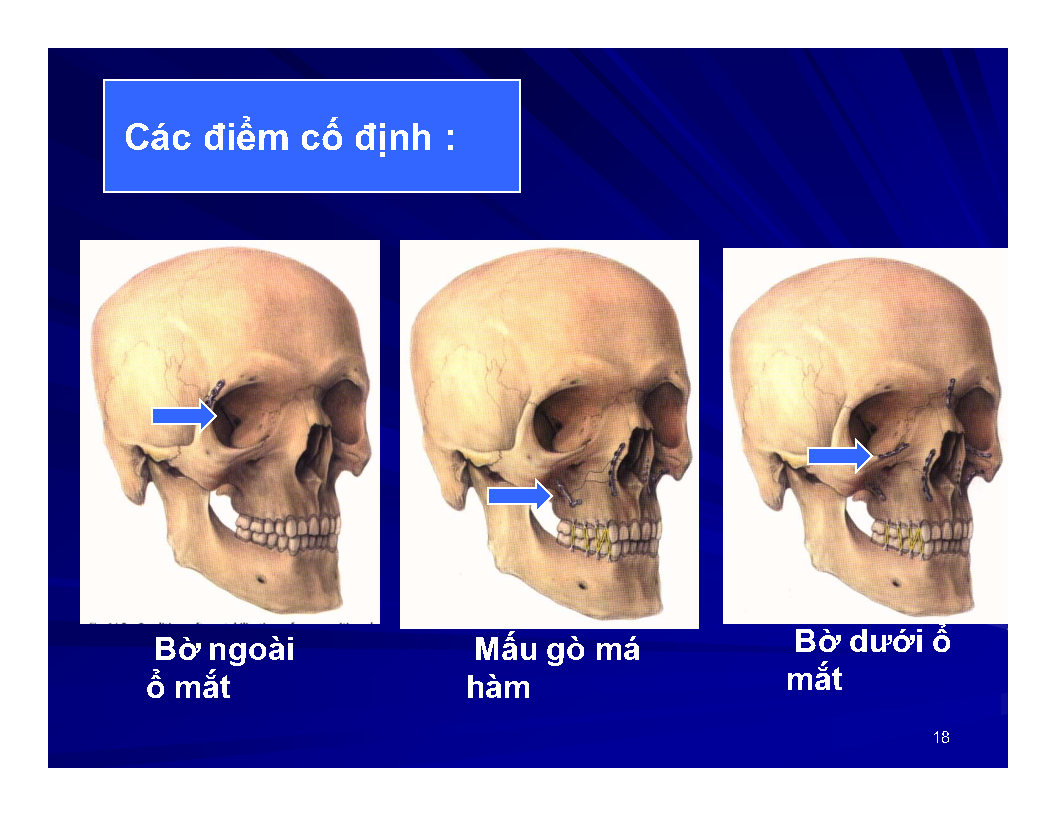 Các điểm cố định :
Bờ ngoài
ổ mắt
Mấu gò má
hàm
Bờ dưới ổ
mắt
18